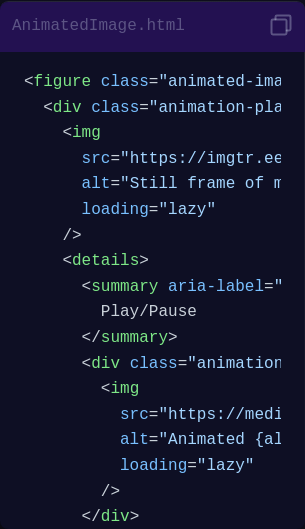 AnimatedImage.html
<figure class="animated-ima
<div class="animation-pla
<img
src="https://imgtr.ee
alt="Still frame of m
loading="lazy"
/>
<details>
<summary aria-label="
Play/Pause
</summary>
<div class="animation
<img
src="https://medi
alt="Animated {al
loading="lazy"
/>
</div>